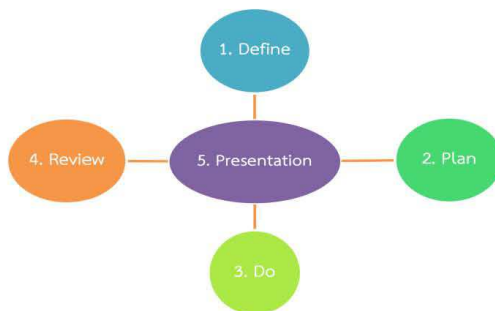 1. Define
4. Review
5. Presentation
2. Plan
3. Do